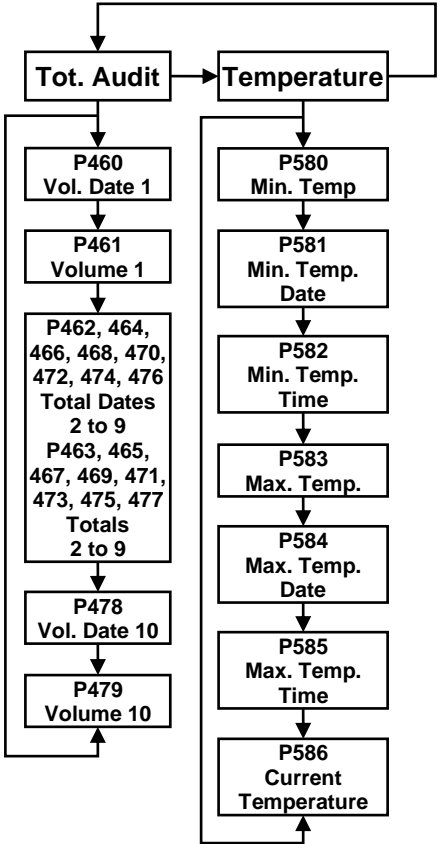 Tot. Audit
Temperature
P460
Vol. Date 1
P461
Volume 1
P462, 464,
466, 468, 470,
472, 474, 476
Total Dates
2 to 9
P463, 465,
467, 469, 471,
473, 475, 477
Totals
2 to 9
P478
Vol. Date 10
P479
Volume 10
P580
Min. Temp
P581
Min. Temp.
Date
P582
Min. Temp.
Time
P583
Max. Temp.
P584
Max. Temp.
Date
P585
Max. Temp.
Time
P586
Current
Temperature